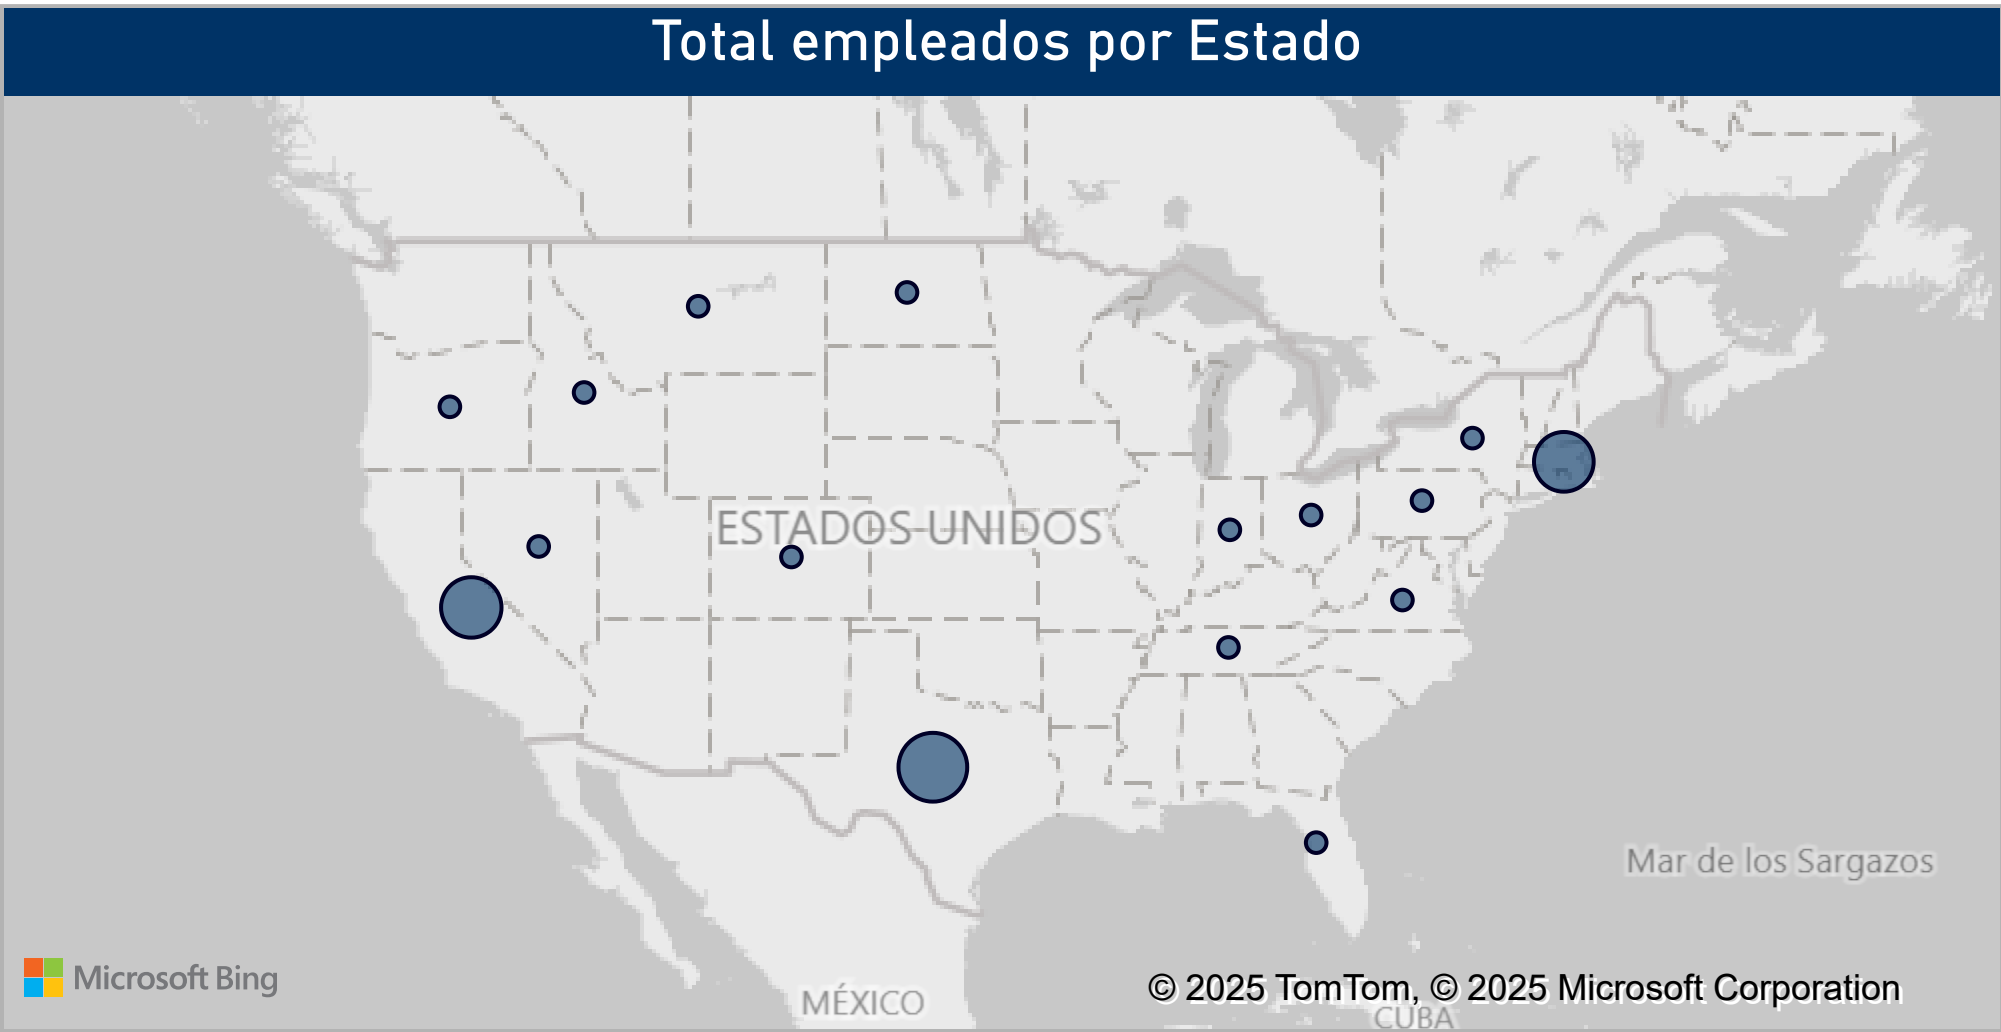 Total empleados por Estado
ESTADOS UNIDOS
Mar de los Sargazos
Microsoft Bing
© 2025 TomTom, © 2025 Microsoft Corporation
MÉXICO
CUBA